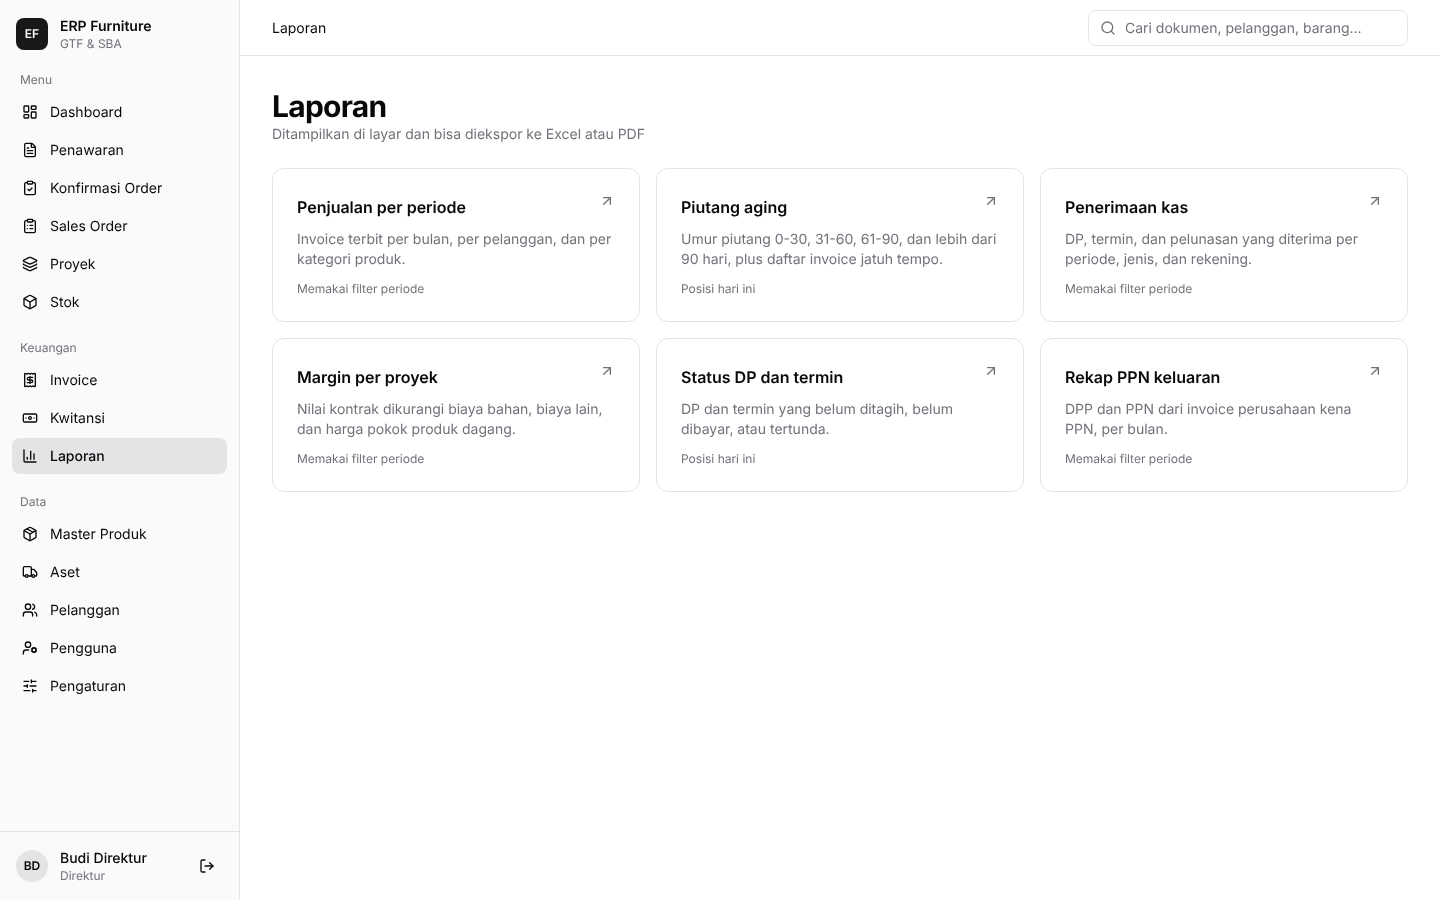 EF
ERP Furniture
GTF & SBA
Menu
Dashboard
Penawaran
Konfirmasi Order
Sales Order
Proyek
Stok
Keuangan
Invoice
Kwitansi
Laporan
Data
Master Produk
Aset
Pelanggan
Pengguna
Pengaturan
BD
Budi Direktur
Direktur
Laporan
Cari dokumen, pelanggan, barang...
Laporan
Ditampilkan di layar dan bisa diekspor ke Excel atau PDF
Penjualan per periode
Invoice terbit per bulan, per pelanggan, dan per
kategori produk.
Memakai filter periode
Piutang aging
Umur piutang 0-30, 31-60, 61-90, dan lebih dari
90 hari, plus daftar invoice jatuh tempo.
Posisi hari ini
Penerimaan kas
DP, termin, dan pelunasan yang diterima per
periode, jenis, dan rekening.
Memakai filter periode
Margin per proyek
Nilai kontrak dikurangi biaya bahan, biaya lain,
dan harga pokok produk dagang.
Memakai filter periode
Status DP dan termin
DP dan termin yang belum ditagih, belum
dibayar, atau tertunda.
Posisi hari ini
Rekap PPN keluaran
DPP dan PPN dari invoice perusahaan kena
PPN, per bulan.
Memakai filter periode